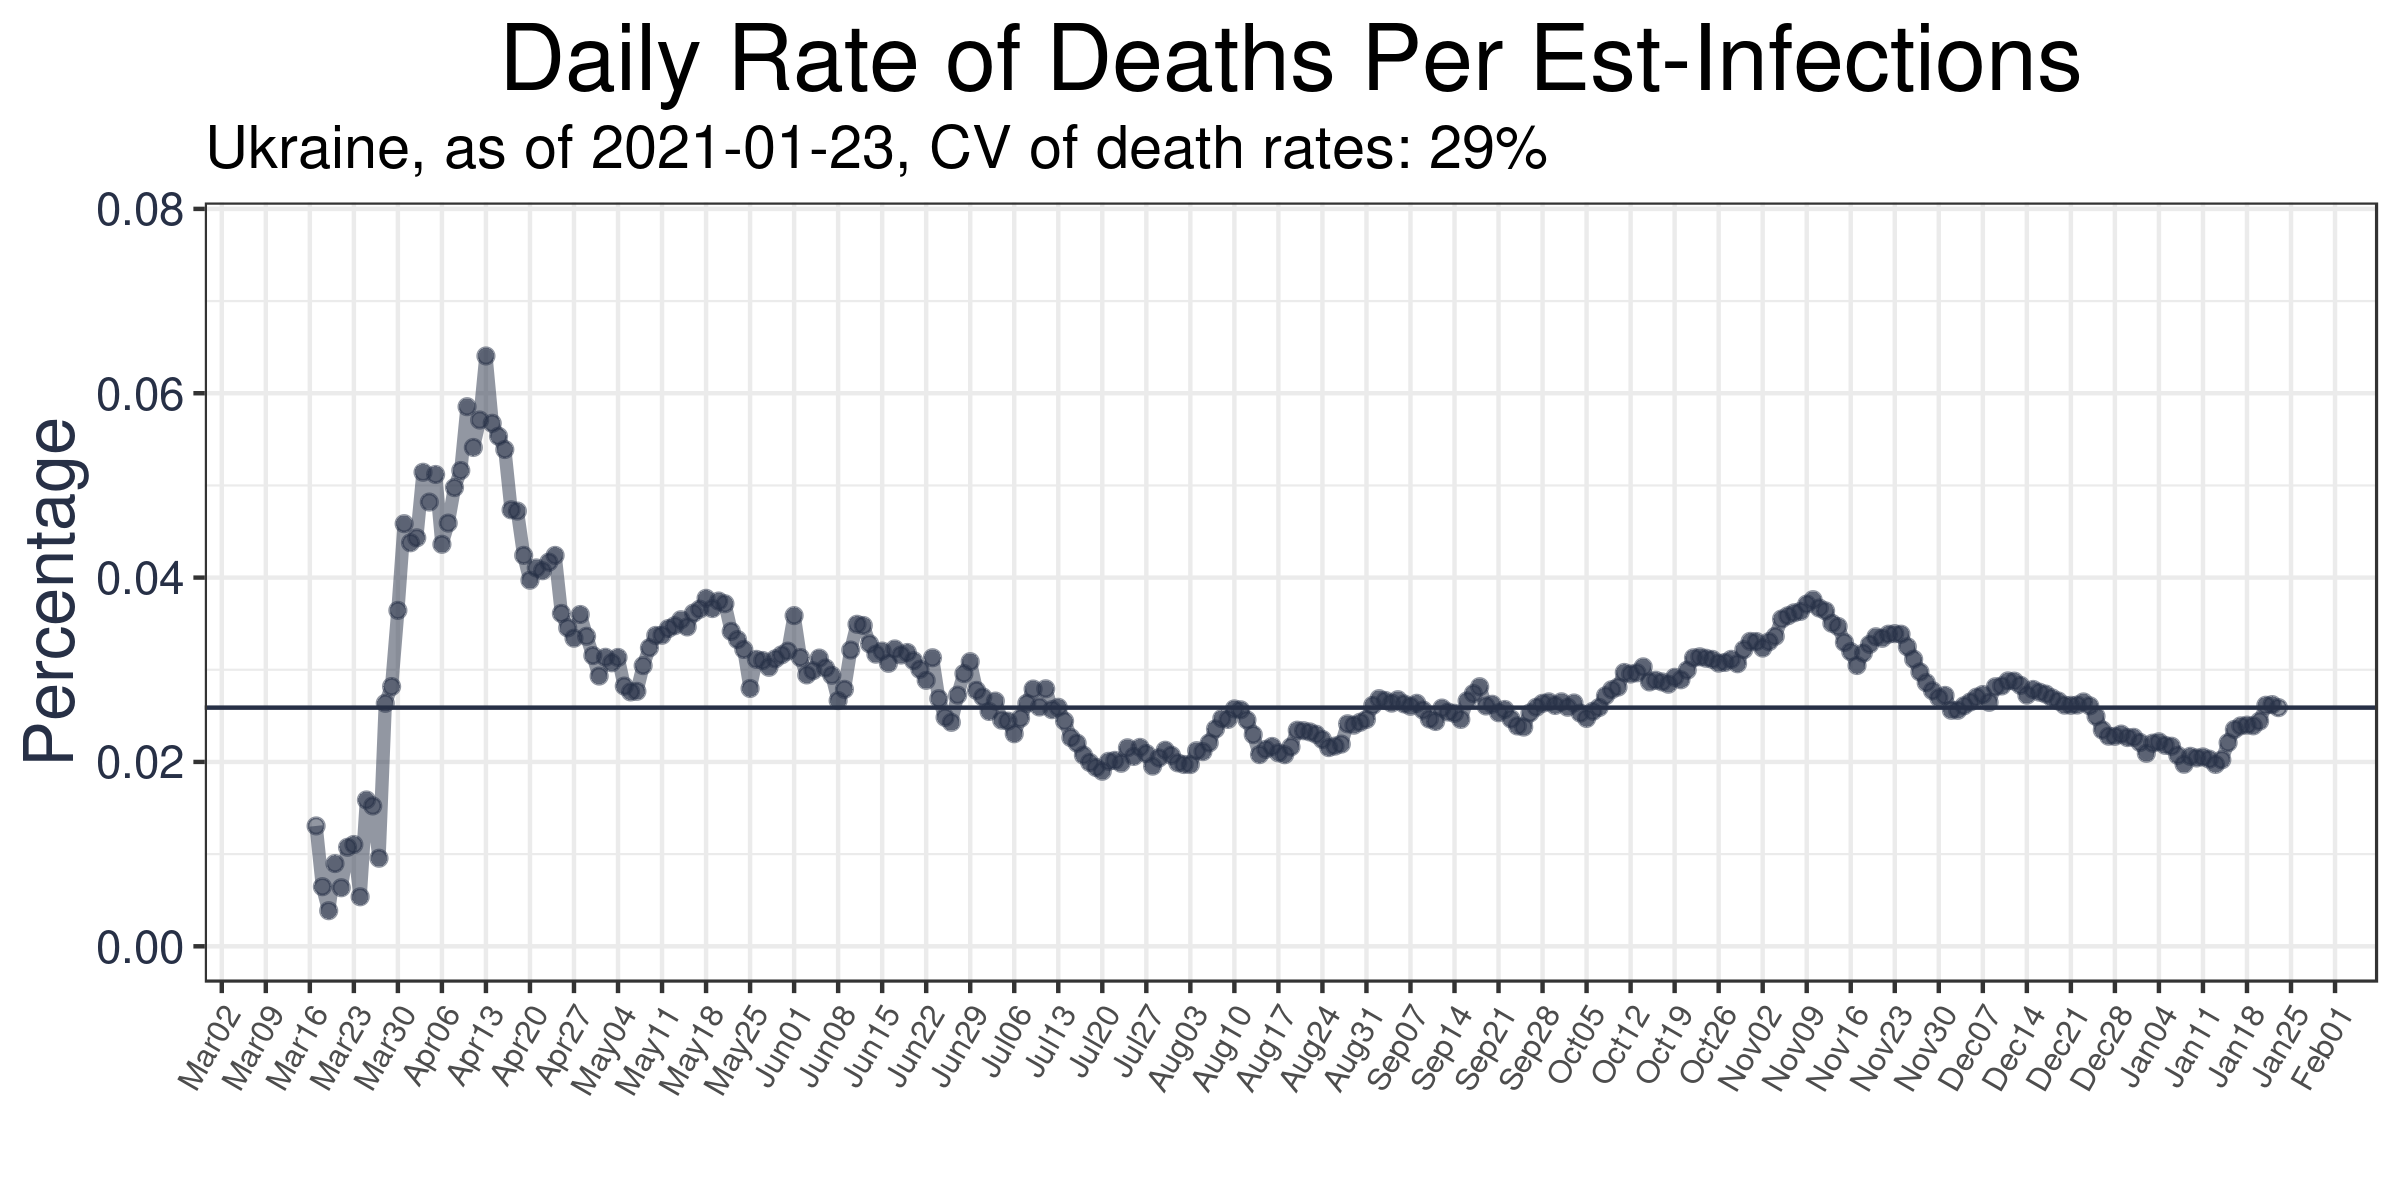 Daily Rate of Deaths Per Est-Infections
Ukraine, as of 2021-01-23, CV of death rates: 29%
Percentage
0.08
0.06
0.04
0.02
0.00
Mar02
Mar09
Mar16
Mar23
Mar30
Apr06
Apr13
Apr20
Apr27
May04
May11
May18
May25
Jun01
Jun08
Jun15
Jun22
Jun29
Jul06
Jul13
Jul20
Jul27
Aug03
Aug10
Aug17
Aug24
Aug31
Sep07
Sep14
Sep21
Sep28
Oct05
Oct12
Oct19
Oct26
Nov02
Nov09
Nov16
Nov23
Nov30
Dec07
Dec14
Dec21
Dec28
Jan04
Jan11
Jan18
Jan25
Feb01